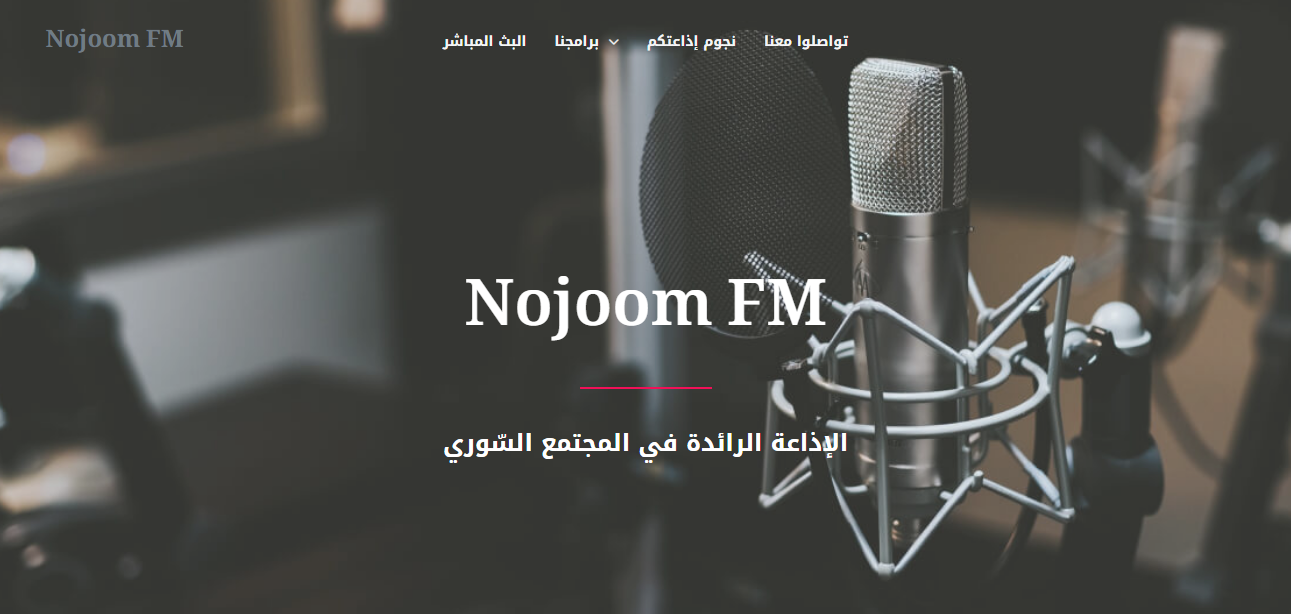 Nojoom FM
تواصلوا معنا
نجوم إذاعتكم
برامجنا
البث المباشر
Nojoom FM
الإذاعة الرائدة في المجتمع السّوري